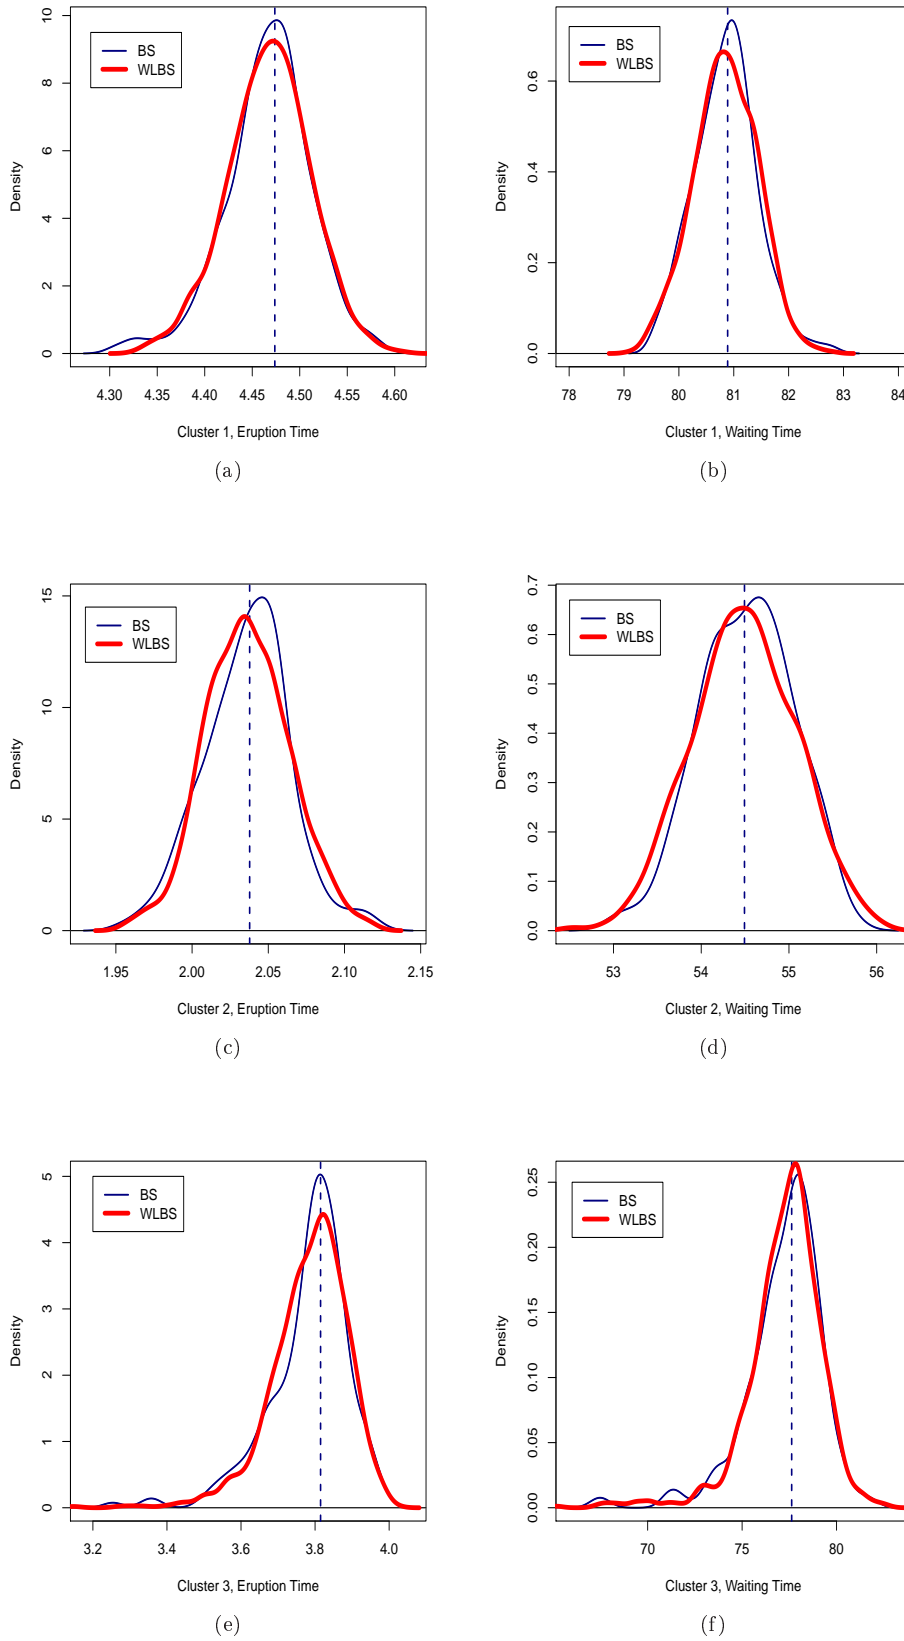 BS
WLBS
Density
0 2 4 6 8 10
4.30 4.35 4.40 4.45 4.50 4.55 4.60
Cluster 1, Eruption Time
(a)
BS
WLBS
Density
0.0 0.2 0.4 0.6
78 79 80 81 82 83 84
Cluster 1, Waiting Time
(b)
BS
WLBS
Density
0 5 10 15
1.95 2.00 2.05 2.10 2.15
Cluster 2, Eruption Time
(c)
BS
WLBS
Density
0.0 0.1 0.2 0.3 0.4 0.5 0.6 0.7
53 54 55 56
Cluster 2, Waiting Time
(d)
BS
WLBS
Density
0 1 2 3 4 5
3.2 3.4 3.6 3.8 4.0
Cluster 3, Eruption Time
(e)
BS
WLBS
Density
0.00 0.05 0.10 0.15 0.20 0.25
70 75 80
Cluster 3, Waiting Time
(f)